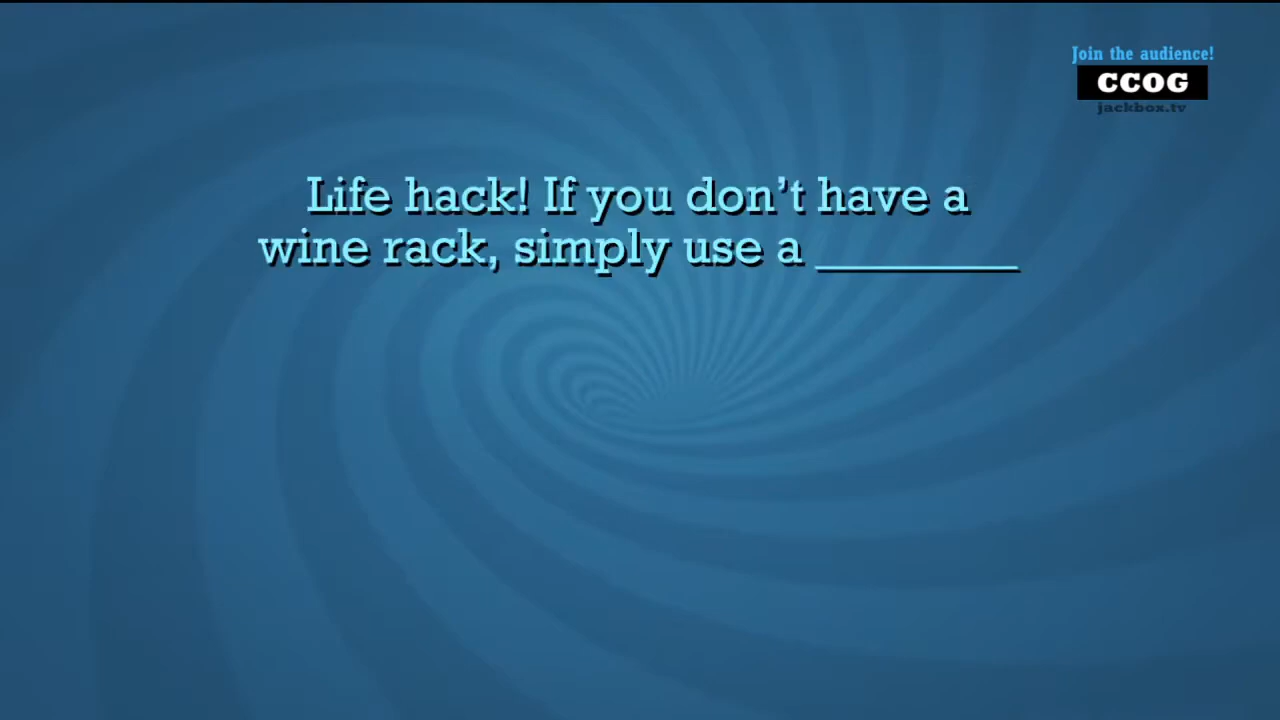 Join the audience!
CCOG
jackbox.tv
Life hack! If you don't have a
wine rack, simply use a ________